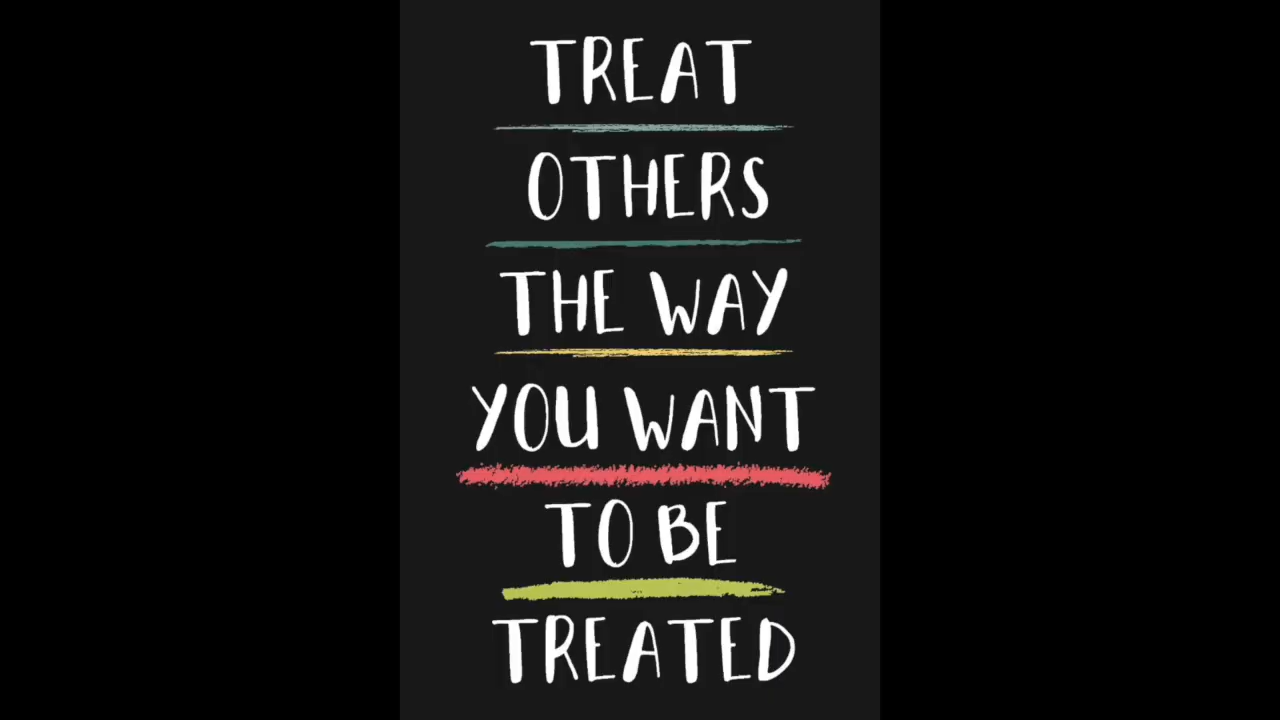 TREAT
OTHERS
THE WAY
YOU WANT
TO BE
TREATED